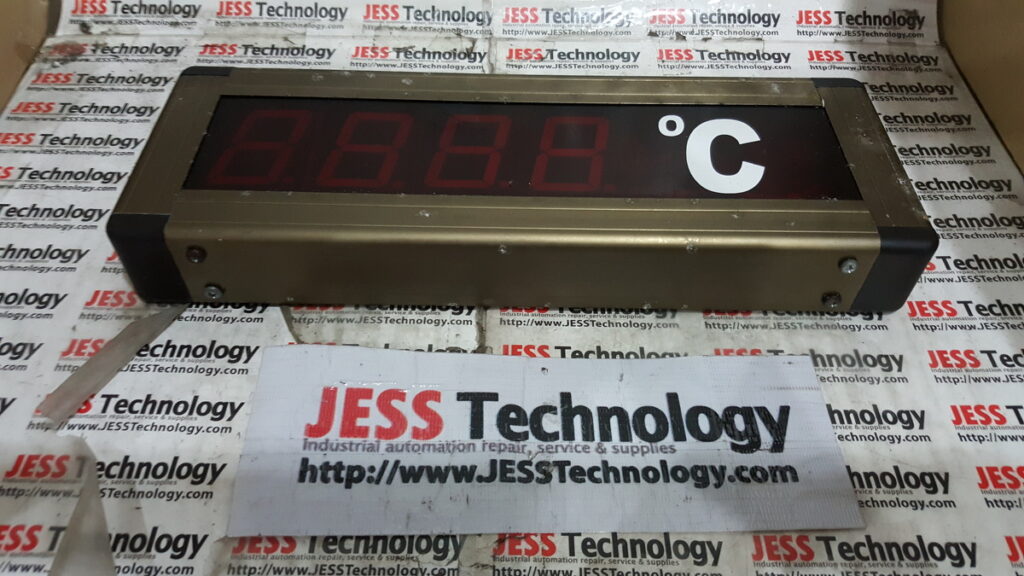 °C
JESS Technology
Industrial automation repair, service & supplies
http://www.JESSTechnology.com